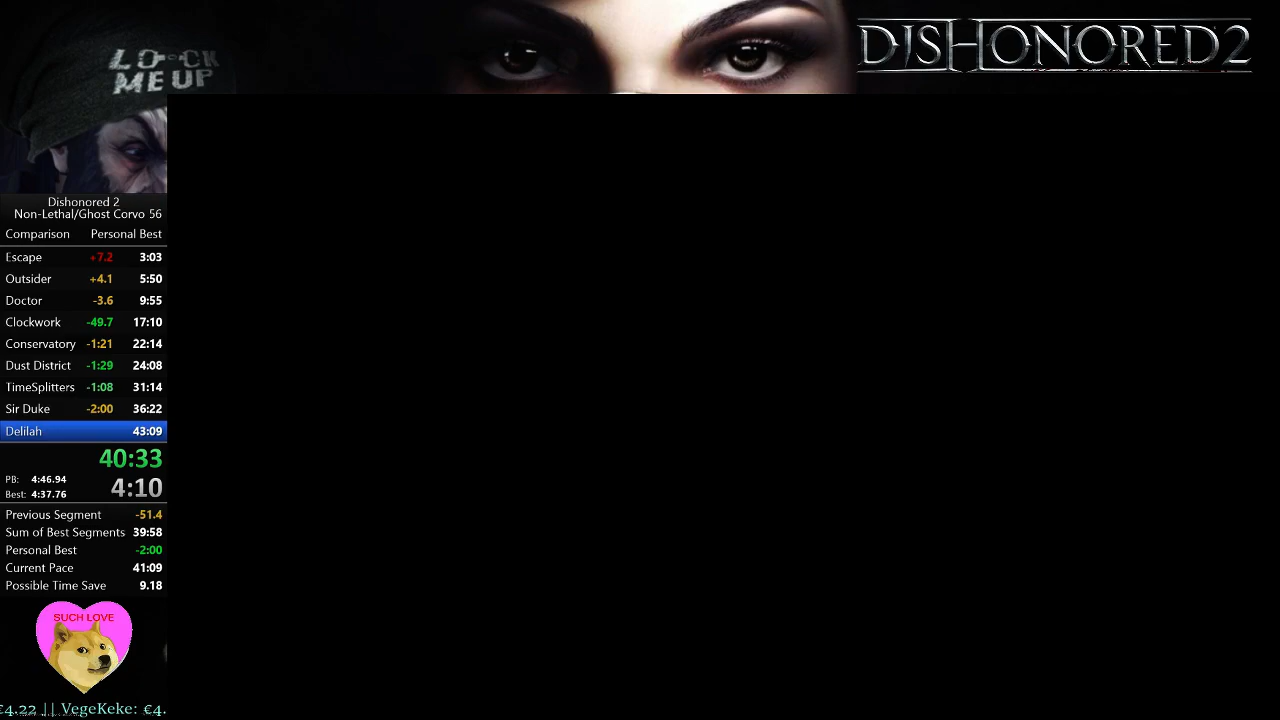 LO CK
ME UP
DISHONORED 2
Dishonored 2
Non-Lethal/Ghost Corvo 56
Comparison Personal Best
Escape +7.2 3:03
Outsider +4.1 5:50
Doctor -3.6 9:55
Clockwork -49.7 17:10
Conservatory -1:21 22:14
Dust District -1:29 24:08
TimeSplitters -1:08 31:14
Sir Duke -2:00 36:22
Delilah 43:09
40:33
PB: 4:46.94
4:10
Best: 4:37.76
Previous Segment -51.4
Sum of Best Segments 39:58
Personal Best -2:00
Current Pace 41:09
Possible Time Save 9.18
SUCH LOVE
€4.22 || VegeKeke: €4.